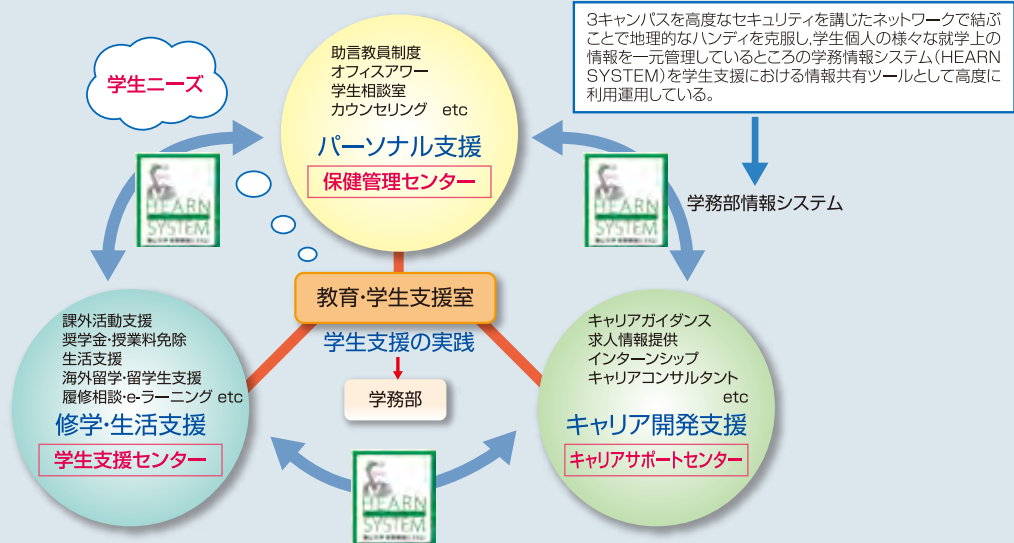 3キャンパスを高度なセキュリティを講じたネットワークで結ぶ
ことで地理的なハンディを克服し,学生個人の様々な就学上の
情報を一元管理しているところの学務情報システム(HEARN
SYSTEM)を学生支援における情報共有ツールとして高度に
利用運用している。
学生ニーズ
助言教員制度
オフィスアワー
学生相談室
カウンセリング etc
パーソナル支援
保健管理センター
HEARN
SYSTEM
HEARN
SYSTEM
学務部情報システム
教育・学生支援室
学生支援の実践
学務部
課外活動支援
奨学金・授業料免除
生活支援
海外留学・留学生支援
履修相談・e-ラーニング etc
修学・生活支援
学生支援センター
キャリアガイダンス
求人情報提供
インターンシップ
キャリアコンサルタント
etc
キャリア開発支援
キャリアサポートセンター
HEARN
SYSTEM